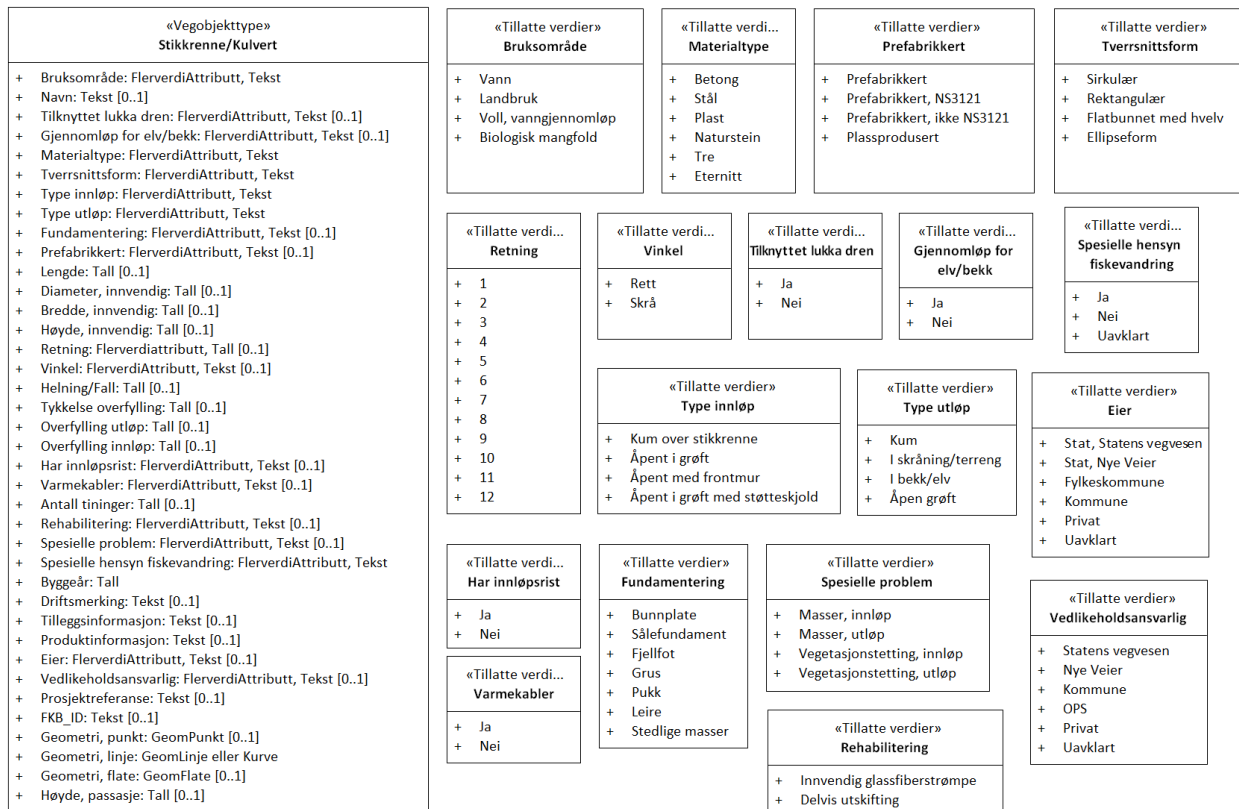 «Vegobjekttype»
Stikkrenne/Kulvert
+ Bruksområde: FlerverdiAttributt, Tekst
+ Navn: Tekst [0..1]
+ Tilknyttet lukka dren: FlerverdiAttributt, Tekst [0..1]
+ Gjennomløp for elv/bekk: FlerverdiAttributt, Tekst [0..1]
+ Materialtype: FlerverdiAttributt, Tekst
+ Tverrsnittsform: FlerverdiAttributt, Tekst
+ Type innløp: FlerverdiAttributt, Tekst
+ Type utløp: FlerverdiAttributt, Tekst
+ Fundamentering: FlerverdiAttributt, Tekst [0..1]
+ Prefabrikkert: FlerverdiAttributt, Tekst [0..1]
+ Lengde: Tall [0..1]
+ Diameter, innvendig: Tall [0..1]
+ Bredde, innvendig: Tall [0..1]
+ Høyde, innvendig: Tall [0..1]
+ Retning: Flerverdiattributt, Tall [0..1]
+ Vinkel: FlerverdiAttributt, Tekst [0..1]
+ Helning/Fall: Tall [0..1]
+ Tykkelse overfylling: Tall [0..1]
+ Overfylling utløp: Tall [0..1]
+ Overfylling innløp: Tall [0..1]
+ Har innløpsrist: FlerverdiAttributt, Tekst [0..1]
+ Varmekabler: FlerverdiAttributt, Tekst [0..1]
+ Antall tininger: Tall [0..1]
+ Rehabilitering: FlerverdiAttributt, Tekst [0..1]
+ Spesielle problem: FlerverdiAttributt, Tekst [0..1]
+ Spesielle hensyn fiskevandring: FlerverdiAttributt, Tekst
+ Byggeår: Tall
+ Driftsmerking: Tekst [0..1]
+ Tilleggsinformasjon: Tekst [0..1]
+ Produktinformasjon: Tekst [0..1]
+ Eier: FlerverdiAttributt, Tekst [0..1]
+ Vedlikeholdsansvarlig: FlerverdiAttributt, Tekst [0..1]
+ Prosjektreferanse: Tekst [0..1]
+ FKB_ID: Tekst [0..1]
+ Geometri, punkt: GeomPunkt [0..1]
+ Geometri, linje: GeomLinje eller Kurve
+ Geometri, flate: GeomFlate [0..1]
+ Høyde, passasje: Tall [0..1]
«Tillatte verdier»
Bruksområde
+ Vann
+ Landbruk
+ Voll, vanngjennomløp
+ Biologisk mangfold
«Tillatte verdi...
Materialtype
+ Betong
+ Stål
+ Plast
+ Naturstein
+ Tre
+ Eternitt
«Tillatte verdier»
Prefabrikkert
+ Prefabrikkert
+ Prefabrikkert, NS3121
+ Prefabrikkert, ikke NS3121
+ Plassprodusert
«Tillatte verdier»
Tverrsnittsform
+ Sirkulær
+ Rektangulær
+ Flatbunnet med hvelv
+ Ellipseform
«Tillatte verdi...
Retning
+ 1
+ 2
+ 3
+ 4
+ 5
+ 6
+ 7
+ 8
+ 9
+ 10
+ 11
+ 12
«Tillatte verdi...
Vinkel
+ Rett
+ Skrå
«Tillatte verdi...
Tilknyttet lukka dren
+ Ja
+ Nei
«Tillatte verdi...
Gjennomløp for
elv/bekk
+ Ja
+ Nei
«Tillatte verdi...
Spesielle hensyn
fiskevandring
+ Ja
+ Nei
+ Uavklart
«Tillatte verdier»
Type innløp
+ Kum over stikkrenne
+ Åpent i grøft
+ Åpent med frontmur
+ Åpent i grøft med støtteskjold
«Tillatte verdier»
Type utløp
+ Kum
+ I skråning/terreng
+ I bekk/elv
+ Åpen grøft
«Tillatte verdier»
Eier
+ Stat, Statens vegvesen
+ Stat, Nye Veier
+ Fylkeskommune
+ Kommune
+ Privat
+ Uavklart
«Tillatte verdi...
Har innløpsrist
+ Ja
+ Nei
«Tillatte verdi...
Varmekabler
+ Ja
+ Nei
«Tillatte verdier»
Fundamentering
+ Bunnplate
+ Sålefundament
+ Fjellfot
+ Grus
+ Pukk
+ Leire
+ Stedlige masser
«Tillatte verdier»
Spesielle problem
+ Masser, innløp
+ Masser, utløp
+ Vegetasjonstetting, innløp
+ Vegetasjonstetting, utløp
«Tillatte verdier»
Rehabilitering
+ Innvendig glassfiberstrømpe
+ Delvis utskifting
«Tillatte verdier»
Vedlikeholdsansvarlig
+ Statens vegvesen
+ Nye Veier
+ Kommune
+ OPS
+ Privat
+ Uavklart